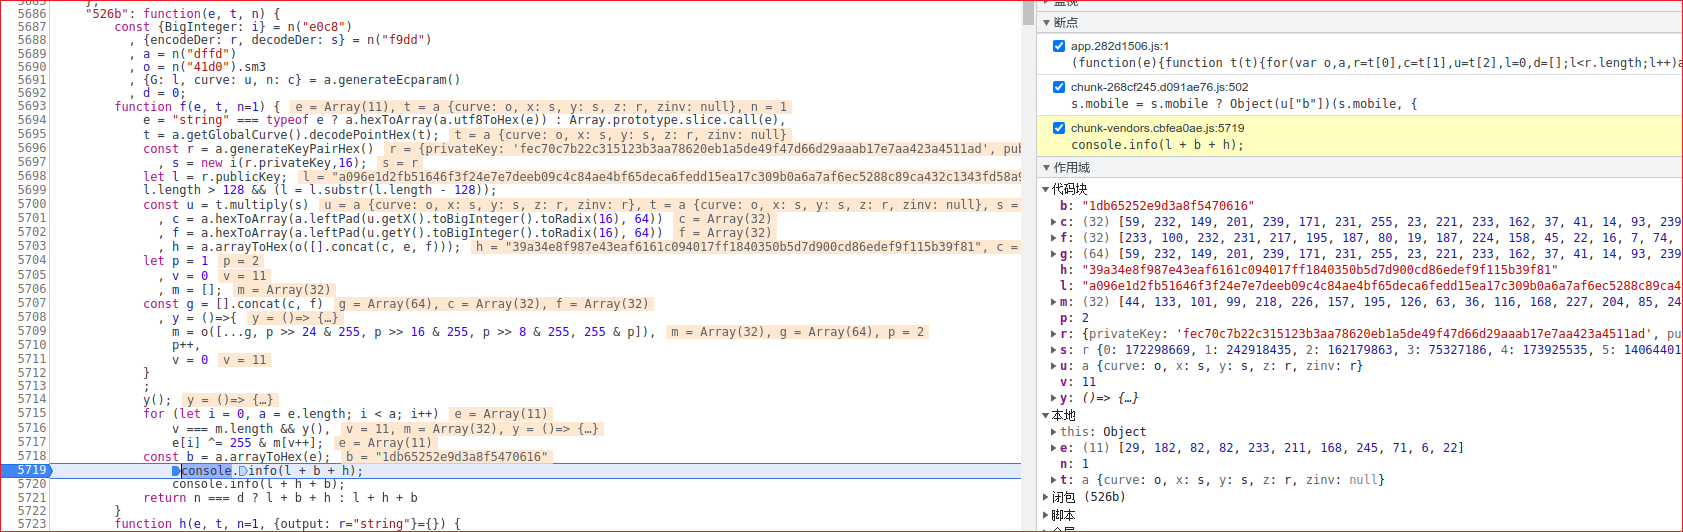 5686 "526b": function(e, t, n) {
5687 const {BigInteger: i} = n("e0c8")
5688 , {encodeDer: r, decodeDer: s} = n("f9dd")
5689 , a = n("dffd")
5690 , o = n("41d0").sm3
5691 , {G: l, curve: u, n: c} = a.generateEcparam()
5692 , d = 0;
5693 function f(e, t, n=1) { e = Array(11), t = a {curve: o, x: s, y: s, z: r, zinv: null}, n = 1
5694 e = "string" === typeof e ? a.hexToArray(a.utf8ToHex(e)) : Array.prototype.slice.call(e),
5695 t = a.getGlobalCurve().decodePointHex(t); t = a {curve: o, x: s, y: s, z: r, zinv: null}
5696 const r = a.generateKeyPairHex() r = {privateKey: 'fec70c7b22c315123b3aa78620eb1a5de49f47d66d29aaab17e7aa423a4511ad', pub
5697 , s = new i(r.privateKey,16); s = r
5698 let l = r.publicKey; l = "a096e1d2fb51646f3f24e7e7deeb09c4c84ae4bf65deca6fedd15ea17c309b0a6a7af6ec5288c89ca432c1343fd58a9
5699 l.length > 128 && (l = l.substr(l.length - 128));
5700 const u = t.multiply(s) u = a {curve: o, x: s, y: s, z: r, zinv: r}, t = a {curve: o, x: s, y: s, z: r, zinv: null}, s =
5701 , c = a.hexToArray(a.leftPad(u.getX().toBigInteger().toRadix(16), 64)) c = Array(32)
5702 , f = a.hexToArray(a.leftPad(u.getY().toBigInteger().toRadix(16), 64)) f = Array(32)
5703 , h = a.arrayToHex(o([].concat(c, e, f))); h = "39a34e8f987e43eaf6161c094017ff1840350b5d7d900cd86edef9f115b39f81", c =
5704 let p = 1 p = 2
5705 , v = 0 v = 11
5706 , m = []; m = Array(32)
5707 const g = [].concat(c, f) g = Array(64), c = Array(32), f = Array(32)
5708 , y = ()=>{ y = ()=> {…}
5709 m = o([...g, p >> 24 & 255, p >> 16 & 255, p >> 8 & 255, 255 & p]), m = Array(32), g = Array(64), p = 2
5710 p++,
5711 v = 0 v = 11
5712 }
5713 ;
5714 y(); y = ()=> {…}
5715 for (let i = 0, a = e.length; i < a; i++) e = Array(11)
5716 v === m.length && y(), v = 11, m = Array(32), y = ()=> {…}
5717 e[i] ^= 255 & m[v++]; e = Array(11)
5718 const b = a.arrayToHex(e); b = "1db65252e9d3a8f5470616"
5719 console.info(l + b + h);
5720 console.info(l + h + b);
5721 return n === d ? l + b + h : l + h + b
5722 }
5723 function h(e, t, n=1, {output: r="string"}={}) {
断点
app.282d1506.js:1
(function(e){function t(t){for(var o,a,r=t[0],c=t[1],u=t[2],l=0,d=[];l<r.length;l++)a
chunk-268cf245.d091ae76.js:502
s.mobile = s.mobile ? Object(u["b"])(s.mobile, {
chunk-vendors.cbfea0ae.js:5719
console.info(l + b + h);
作用域
代码块
b: "1db65252e9d3a8f5470616"
c: (32) [59, 232, 149, 201, 239, 171, 231, 255, 23, 221, 233, 162, 37, 41, 14, 93, 239
f: (32) [233, 100, 232, 231, 217, 195, 187, 80, 19, 187, 224, 158, 45, 22, 16, 7, 74,
g: (64) [59, 232, 149, 201, 239, 171, 231, 255, 23, 221, 233, 162, 37, 41, 14, 93, 239
h: "39a34e8f987e43eaf6161c094017ff1840350b5d7d900cd86edef9f115b39f81"
l: "a096e1d2fb51646f3f24e7e7deeb09c4c84ae4bf65deca6fedd15ea17c309b0a6a7af6ec5288c89ca4
m: (32) [44, 133, 101, 99, 218, 226, 157, 195, 126, 63, 36, 116, 168, 227, 204, 85, 24
p: 2
r: {privateKey: 'fec70c7b22c315123b3aa78620eb1a5de49f47d66d29aaab17e7aa423a4511ad', pu
s: r {0: 172298669, 1: 242918435, 2: 162179863, 3: 75327186, 4: 173925535, 5: 14064401
u: a {curve: o, x: s, y: s, z: r, zinv: r}
v: 11
y: ()=> {…}
本地
this: Object
e: (11) [29, 182, 82, 82, 233, 211, 168, 245, 71, 6, 22]
n: 1
t: a {curve: o, x: s, y: s, z: r, zinv: null}
闭包 (526b)
脚本